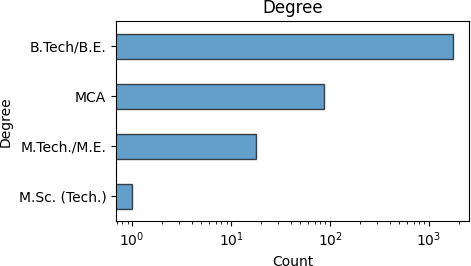 Degree
B.Tech/B.E.
MCA
M.Tech./M.E.
M.Sc. (Tech.)
Degree
10⁰
10¹
10²
10³
Count